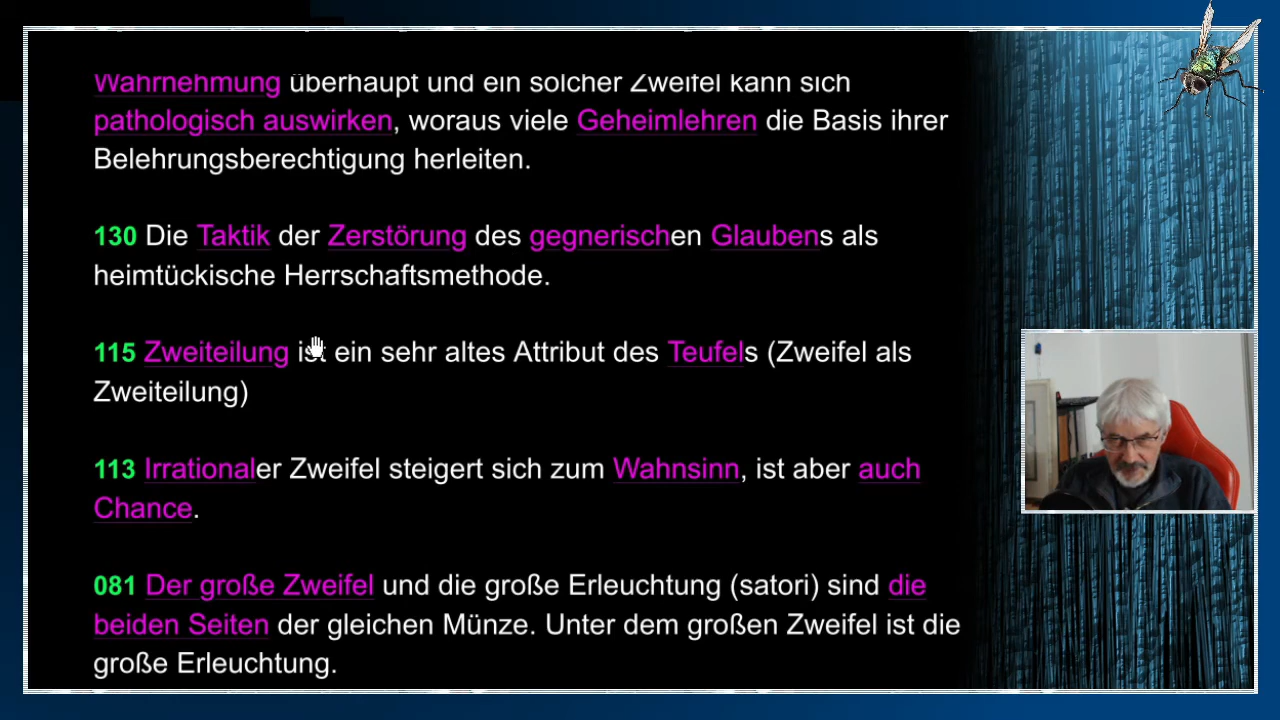 Wahrnehmung überhaupt und ein solcher Zweifel kann sich
pathologisch auswirken, woraus viele Geheimlehren die Basis ihrer
Belehrungsberechtigung herleiten.
130 Die Taktik der Zerstörung des gegnerischen Glaubens als
heimtückische Herrschaftsmethode.
115 Zweiteilung ist ein sehr altes Attribut des Teufels (Zweifel als
Zweiteilung)
113 Irrationaler Zweifel steigert sich zum Wahnsinn, ist aber auch
Chance.
081 Der große Zweifel und die große Erleuchtung (satori) sind die
beiden Seiten der gleichen Münze. Unter dem großen Zweifel ist die
große Erleuchtung.